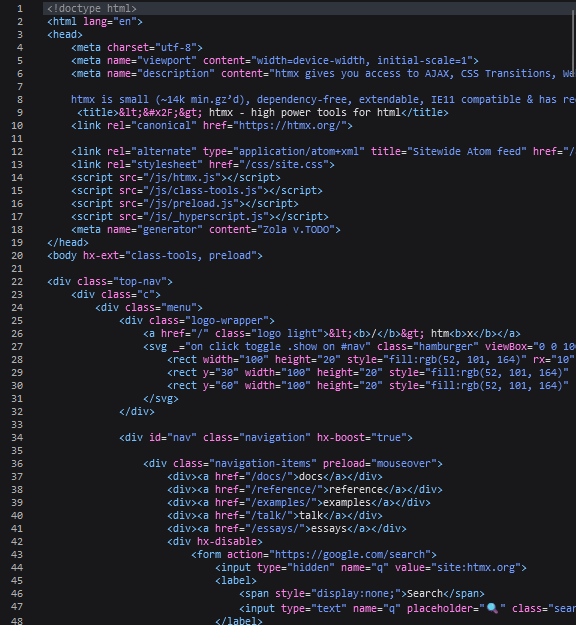 1 <!doctype html>
2 <html lang="en">
3 <head>
4 <meta charset="utf-8">
5 <meta name="viewport" content="width=device-width, initial-scale=1">
6 <meta name="description" content="htmx gives you access to AJAX, CSS Transitions, We
7
8 htmx is small (~14k min.gz’d), dependency-free, extendable, IE11 compatible & has re
9 <title>&lt;&#x2F;&gt; htmx - high power tools for html</title>
10 <link rel="canonical" href="https://htmx.org/">
11
12 <link rel="alternate" type="application/atom+xml" title="Sitewide Atom feed" href="/
13 <link rel="stylesheet" href="/css/site.css">
14 <script src="/js/htmx.js"></script>
15 <script src="/js/class-tools.js"></script>
16 <script src="/js/preload.js"></script>
17 <script src="/js/_hyperscript.js"></script>
18 <meta name="generator" content="Zola v.TODO">
19 </head>
20 <body hx-ext="class-tools, preload">
21
22 <div class="top-nav">
23 <div class="c">
24 <div class="menu">
25 <div class="logo-wrapper">
26 <a href="/" class="logo light">&lt;<b>/</b>&gt; htm<b>x</b></a>
27 <svg _="on click toggle .show on #nav" class="hamburger" viewBox="0 0 100
28 <rect width="100" height="20" style="fill:rgb(52, 101, 164)" rx="10"
29 <rect y="30" width="100" height="20" style="fill:rgb(52, 101, 164)"
30 <rect y="60" width="100" height="20" style="fill:rgb(52, 101, 164)"
31 </svg>
32 </div>
33
34 <div id="nav" class="navigation" hx-boost="true">
35
36 <div class="navigation-items" preload="mouseover">
37 <div><a href="/docs/">docs</a></div>
38 <div><a href="/reference/">reference</a></div>
39 <div><a href="/examples/">examples</a></div>
40 <div><a href="/talk/">talk</a></div>
41 <div><a href="/essays/">essays</a></div>
42 <div hx-disable>
43 <form action="https://google.com/search">
44 <input type="hidden" name="q" value="site:htmx.org">
45 <label>
46 <span style="display:none;">Search</span>
47 <input type="text" name="q" placeholder="🔍" class="sear
48 </label>